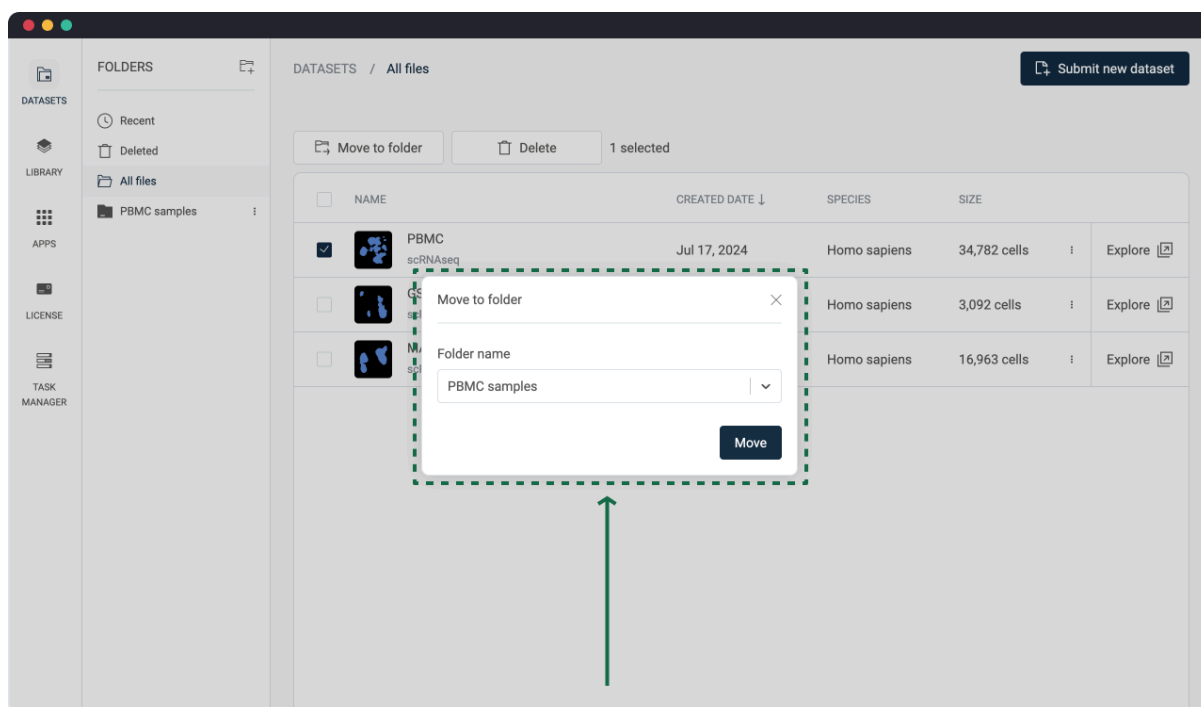 FOLDERS
DATASETS / All files
Submit new dataset
DATASETS
LIBRARY
APPS
LICENSE
TASK
MANAGER
Recent
Deleted
All files
PBMC samples
Move to folder
Delete
1 selected
NAME
CREATED DATE ↓
SPECIES
SIZE
PBMC
scRNAseq
Jul 17, 2024
Homo sapiens
34,782 cells
Explore
Homo sapiens
3,092 cells
Explore
Homo sapiens
16,963 cells
Explore
Move to folder
Folder name
PBMC samples
Move